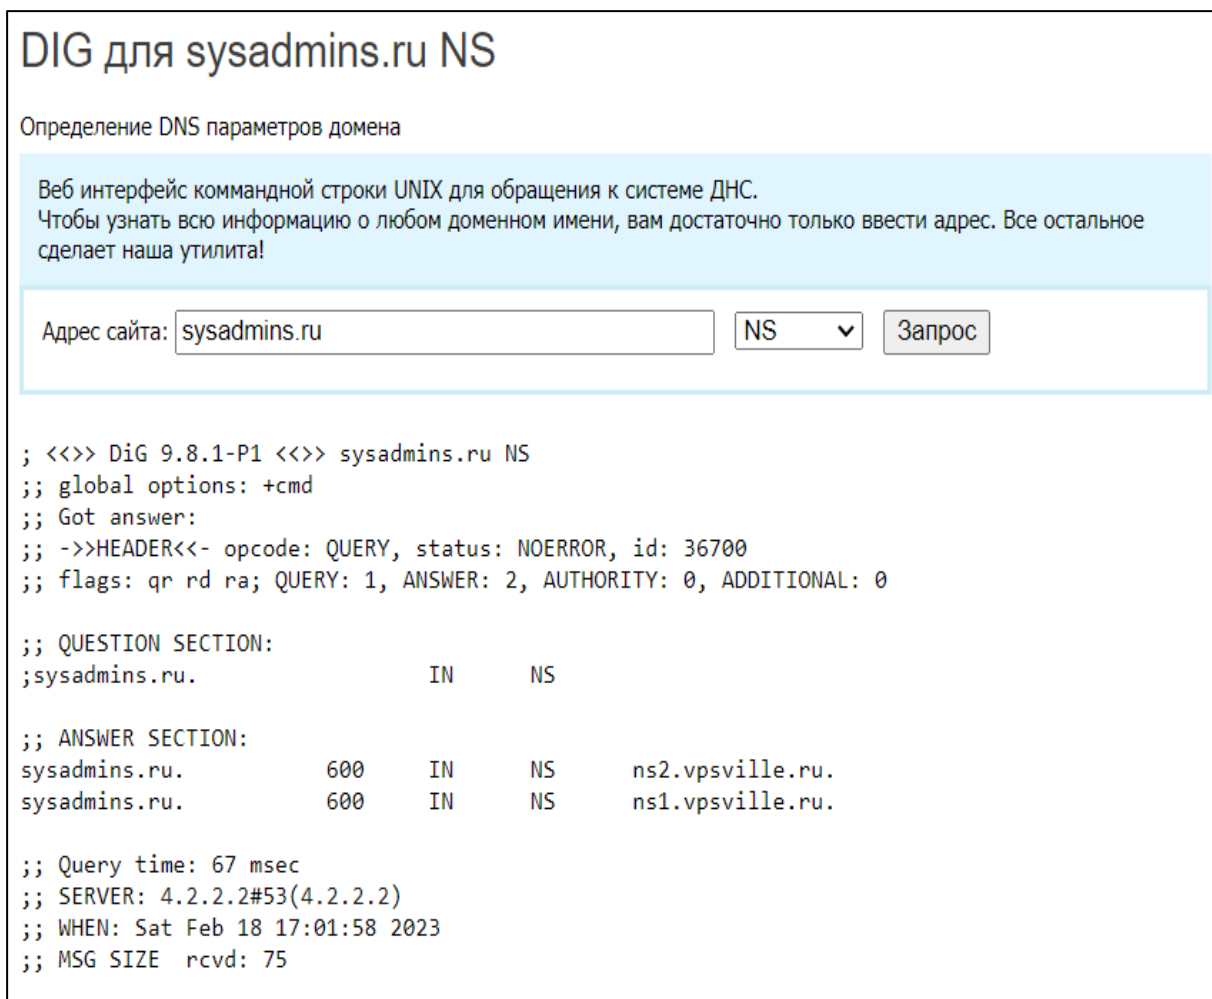 DIG для sysadmins.ru NS
Определение DNS параметров домена
Веб интерфейс коммандной строки UNIX для обращения к системе ДНС.
Чтобы узнать всю информацию о любом доменном имени, вам достаточно только ввести адрес. Все остальное
сделает наша утилита!
Адрес сайта: sysadmins.ru NS Запрос
; <<>> DiG 9.8.1-P1 <<>> sysadmins.ru NS
;; global options: +cmd
;; Got answer:
;; ->>HEADER<<- opcode: QUERY, status: NOERROR, id: 36700
;; flags: qr rd ra; QUERY: 1, ANSWER: 2, AUTHORITY: 0, ADDITIONAL: 0
;; QUESTION SECTION:
;sysadmins.ru. IN NS
;; ANSWER SECTION:
sysadmins.ru. 600 IN NS ns2.vpsville.ru.
sysadmins.ru. 600 IN NS ns1.vpsville.ru.
;; Query time: 67 msec
;; SERVER: 4.2.2.2#53(4.2.2.2)
;; WHEN: Sat Feb 18 17:01:58 2023
;; MSG SIZE rcvd: 75